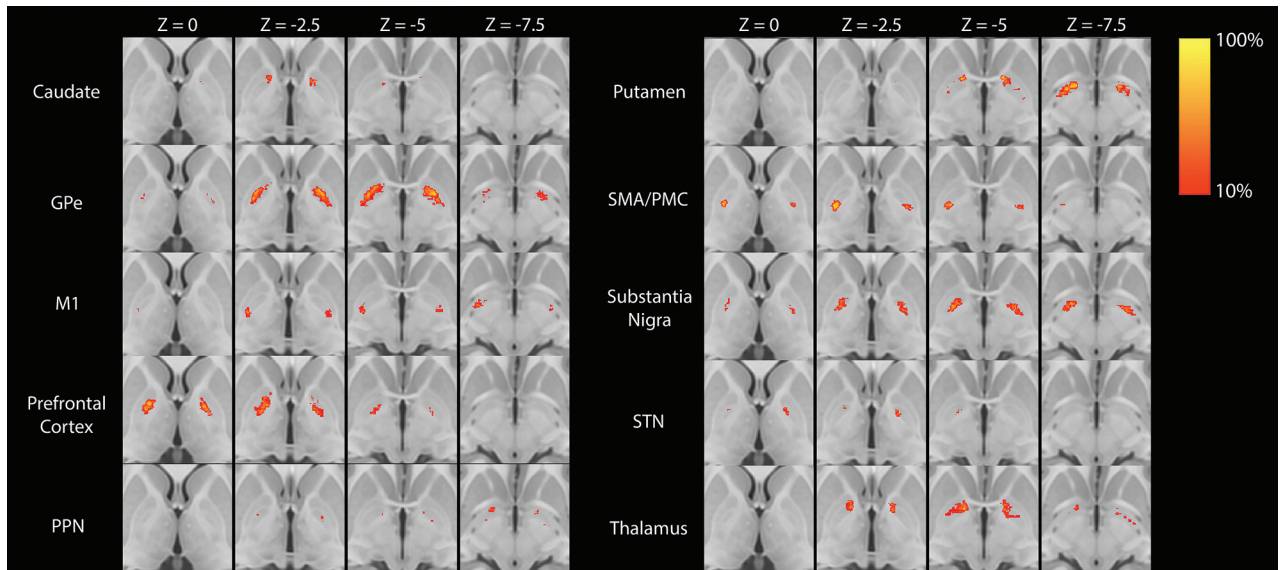 Z = 0 Z = -2.5 Z = -5 Z = -7.5
Z = 0 Z = -2.5 Z = -5 Z = -7.5
Caudate
GPe
M1
Prefrontal
Cortex
PPN
Putamen
SMA/PMC
Substantia
Nigra
STN
Thalamus
100%
10%